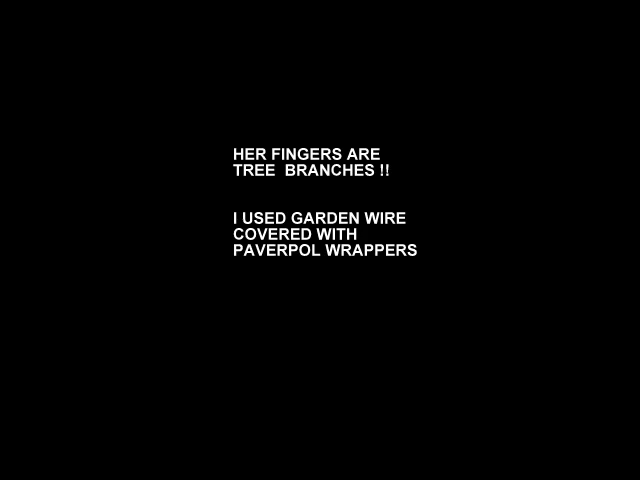 HER FINGERS ARE
TREE  BRANCHES !!
I USED GARDEN WIRE
COVERED WITH
PAVERPOL WRAPPERS